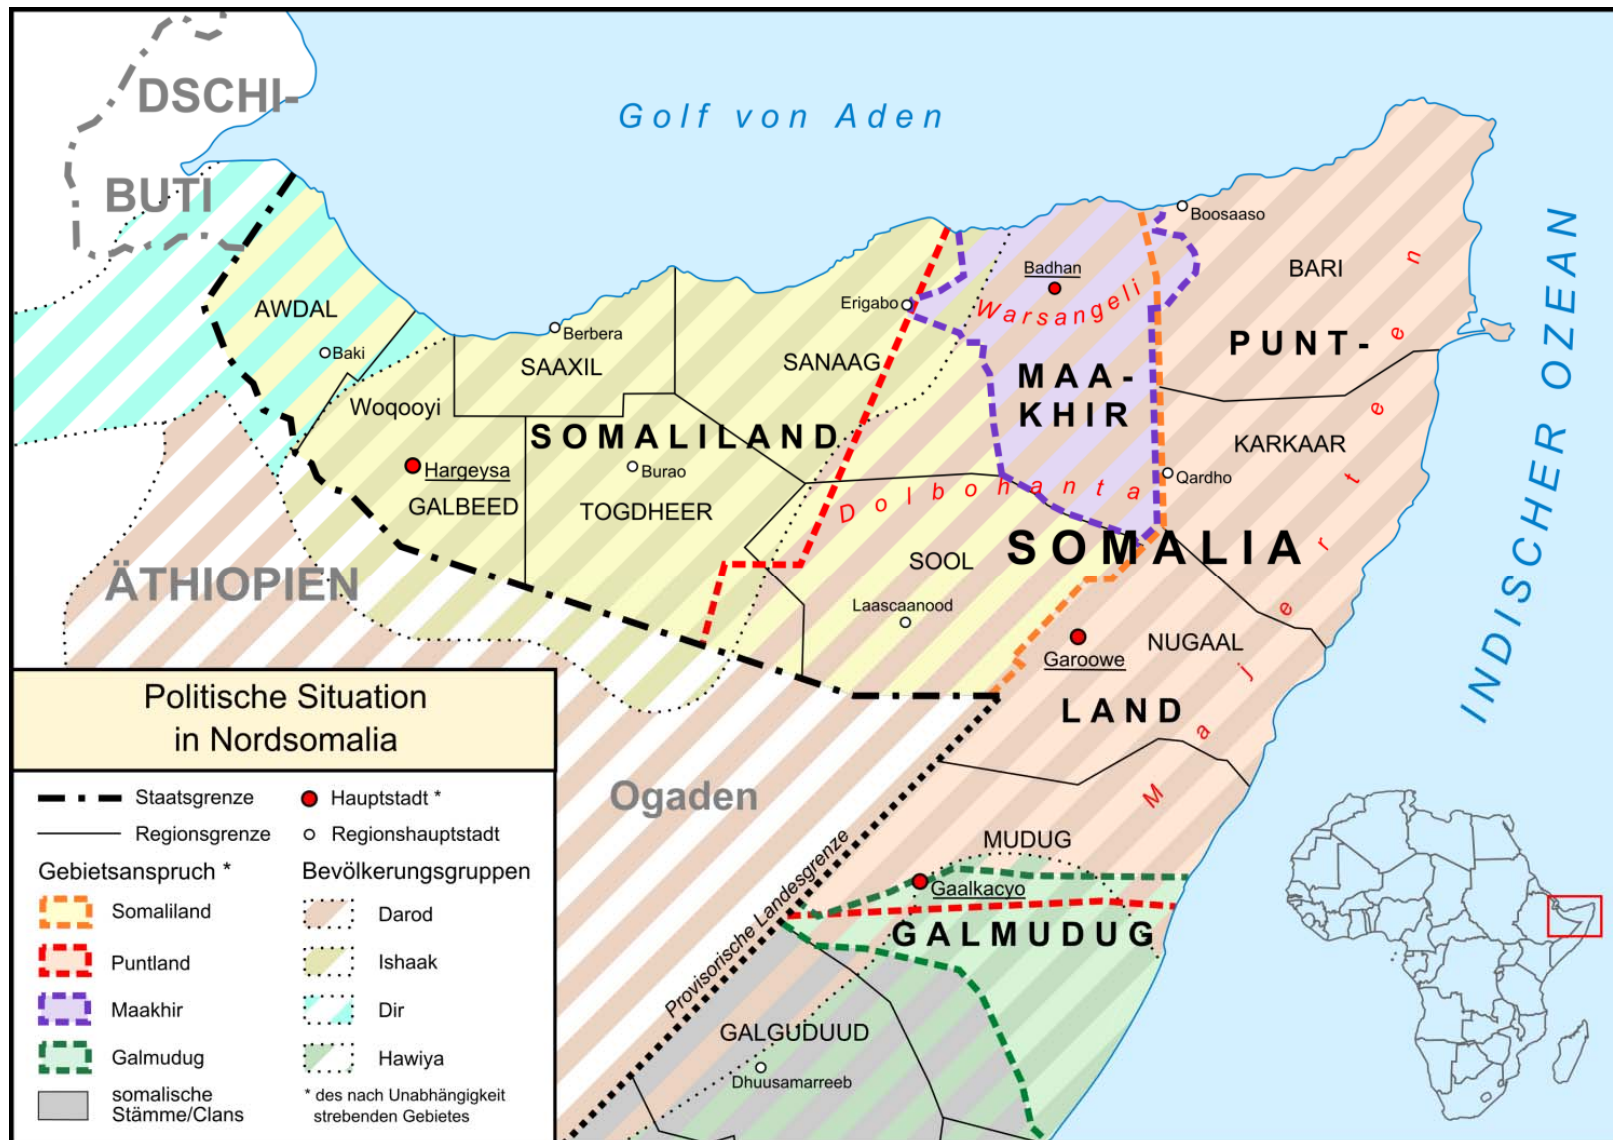 DSCHI-
BUTI
Golf von Aden
INDISCHER OZEAN
AWDAL
Baki
Woqooyi
Hargeysa
GALBEED
Berbera
SAAXIL
SOMALILAND
Burao
TOGDHEER
SANAAG
Erigabo
Badhan
Warsangeli
MAA-
KHIR
Boosaaso
BARI
PUNT-
KARKAAR
Qardho
Dolbohanta
SOMALIA
SOOL
Laascaanood
Garoowe
NUGAAL
LAND
Majerteen
ÄTHIOPIEN
Ogaden
Provisorische Landesgrenze
MUDUG
Gaalkacyo
GALMUDUG
GALGUDUUD
Dhuusamarreeb
Politische Situation
in Nordsomalia
Staatsgrenze
Hauptstadt *
Regionsgrenze
Regionshauptstadt
Gebietsanspruch *
Bevölkerungsgruppen
Somaliland
Darod
Puntland
Ishaak
Maakhir
Dir
Galmudug
Hawiya
somalische
Stämme/Clans
* des nach Unabhängigkeit
strebenden Gebietes